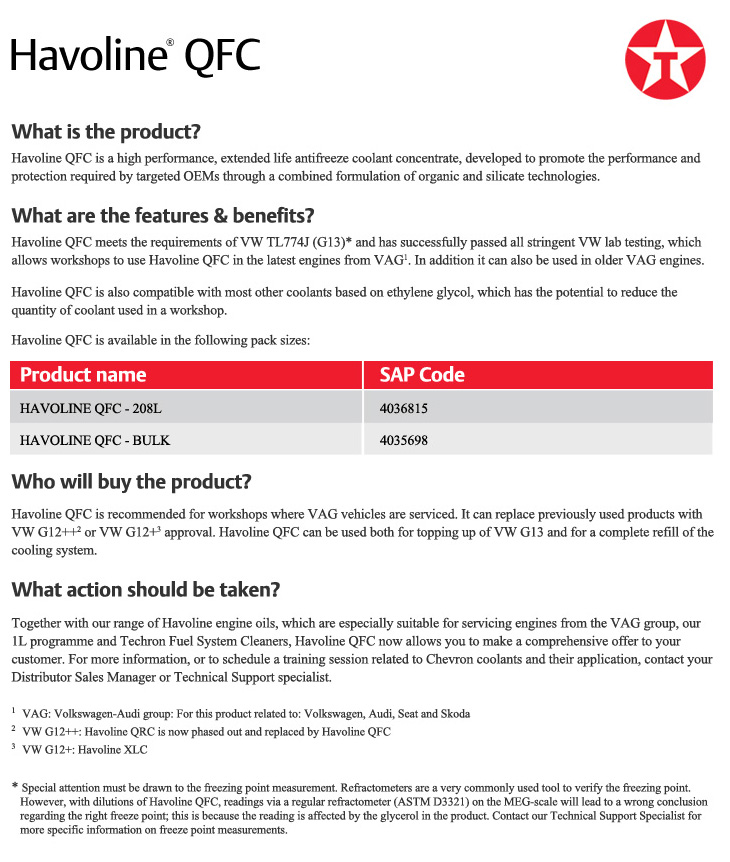 Havoline® QFC
T
What is the product?
Havoline QFC is a high performance, extended life antifreeze coolant concentrate, developed to promote the performance and
protection required by targeted OEMs through a combined formulation of organic and silicate technologies.
What are the features & benefits?
Havoline QFC meets the requirements of VW TL774J (G13)* and has successfully passed all stringent VW lab testing, which
allows workshops to use Havoline QFC in the latest engines from VAG¹. In addition it can also be used in older VAG engines.
Havoline QFC is also compatible with most other coolants based on ethylene glycol, which has the potential to reduce the
quantity of coolant used in a workshop.
Havoline QFC is available in the following pack sizes:
Product name SAP Code
HAVOLINE QFC - 208L 4036815
HAVOLINE QFC - BULK 4035698
Who will buy the product?
Havoline QFC is recommended for workshops where VAG vehicles are serviced. It can replace previously used products with
VW G12++² or VW G12+³ approval. Havoline QFC can be used both for topping up of VW G13 and for a complete refill of the
cooling system.
What action should be taken?
Together with our range of Havoline engine oils, which are especially suitable for servicing engines from the VAG group, our
1L programme and Techron Fuel System Cleaners, Havoline QFC now allows you to make a comprehensive offer to your
customer. For more information, or to schedule a training session related to Chevron coolants and their application, contact your
Distributor Sales Manager or Technical Support specialist.
¹ VAG: Volkswagen-Audi group: For this product related to: Volkswagen, Audi, Seat and Skoda
² VW G12++: Havoline QRC is now phased out and replaced by Havoline QFC
³ VW G12+: Havoline XLC
* Special attention must be drawn to the freezing point measurement. Refractometers are a very commonly used tool to verify the freezing point.
However, with dilutions of Havoline QFC, readings via a regular refractometer (ASTM D3321) on the MEG-scale will lead to a wrong conclusion
regarding the right freeze point; this is because the reading is affected by the glycerol in the product. Contact our Technical Support Specialist for
more specific information on freeze point measurements.